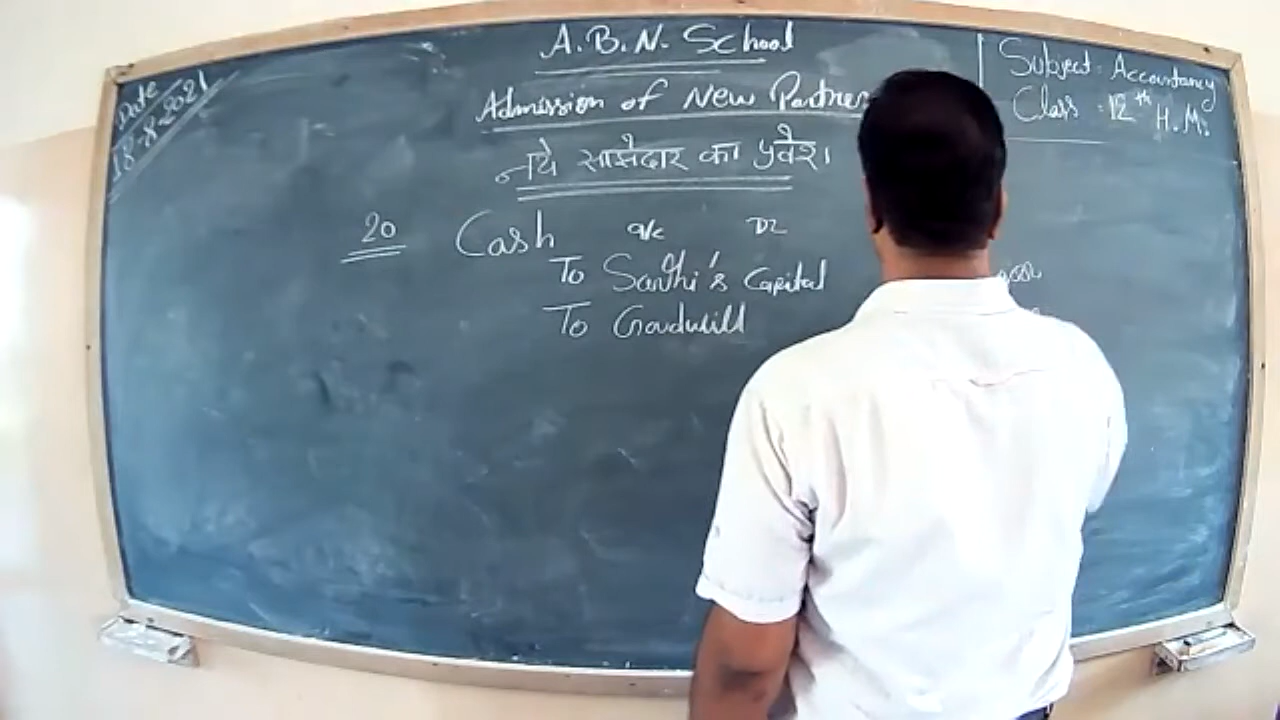 A.B.N. School
Date
18-8-2021
Subject: Accountancy
Class = 12th H.M.
Admission of New Partner
नये साझेदार का प्रवेश।
20 Cash a/c Dr
To Santhi's Capital
To Goodwill